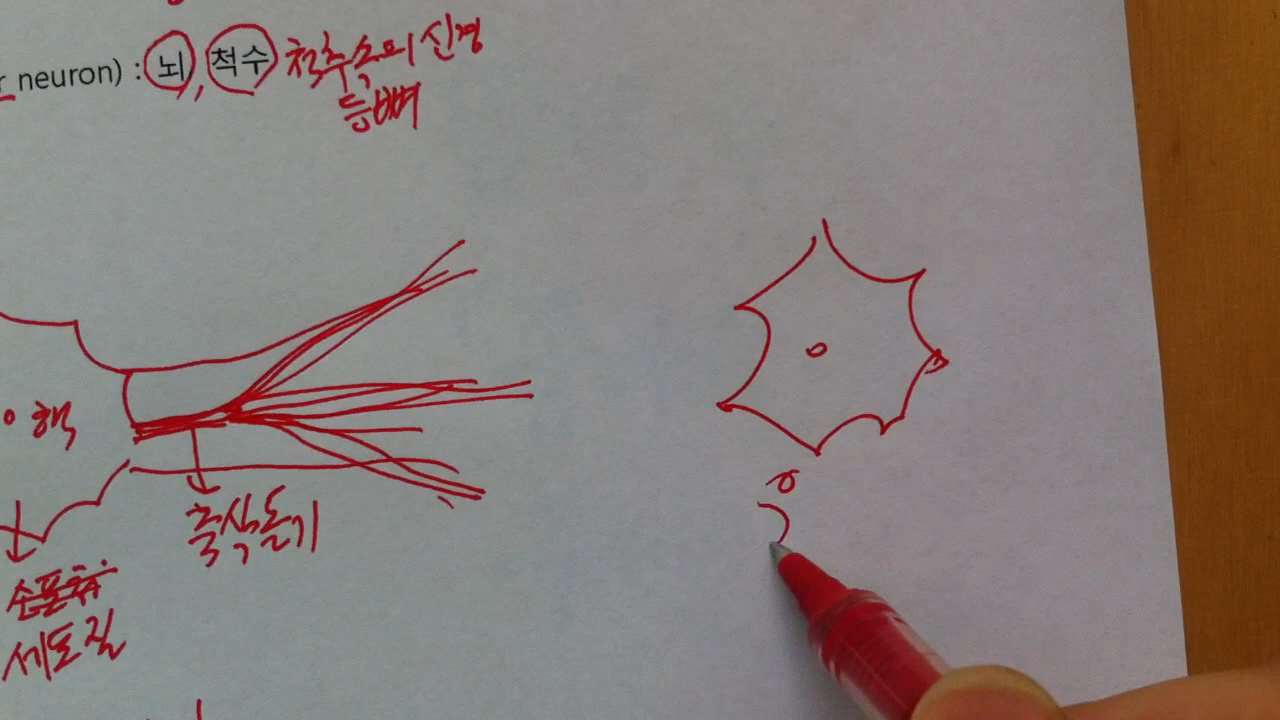 r neuron) : 뇌, 척수 척추속의 신경
등뼈
핵
축삭돌기
세포질